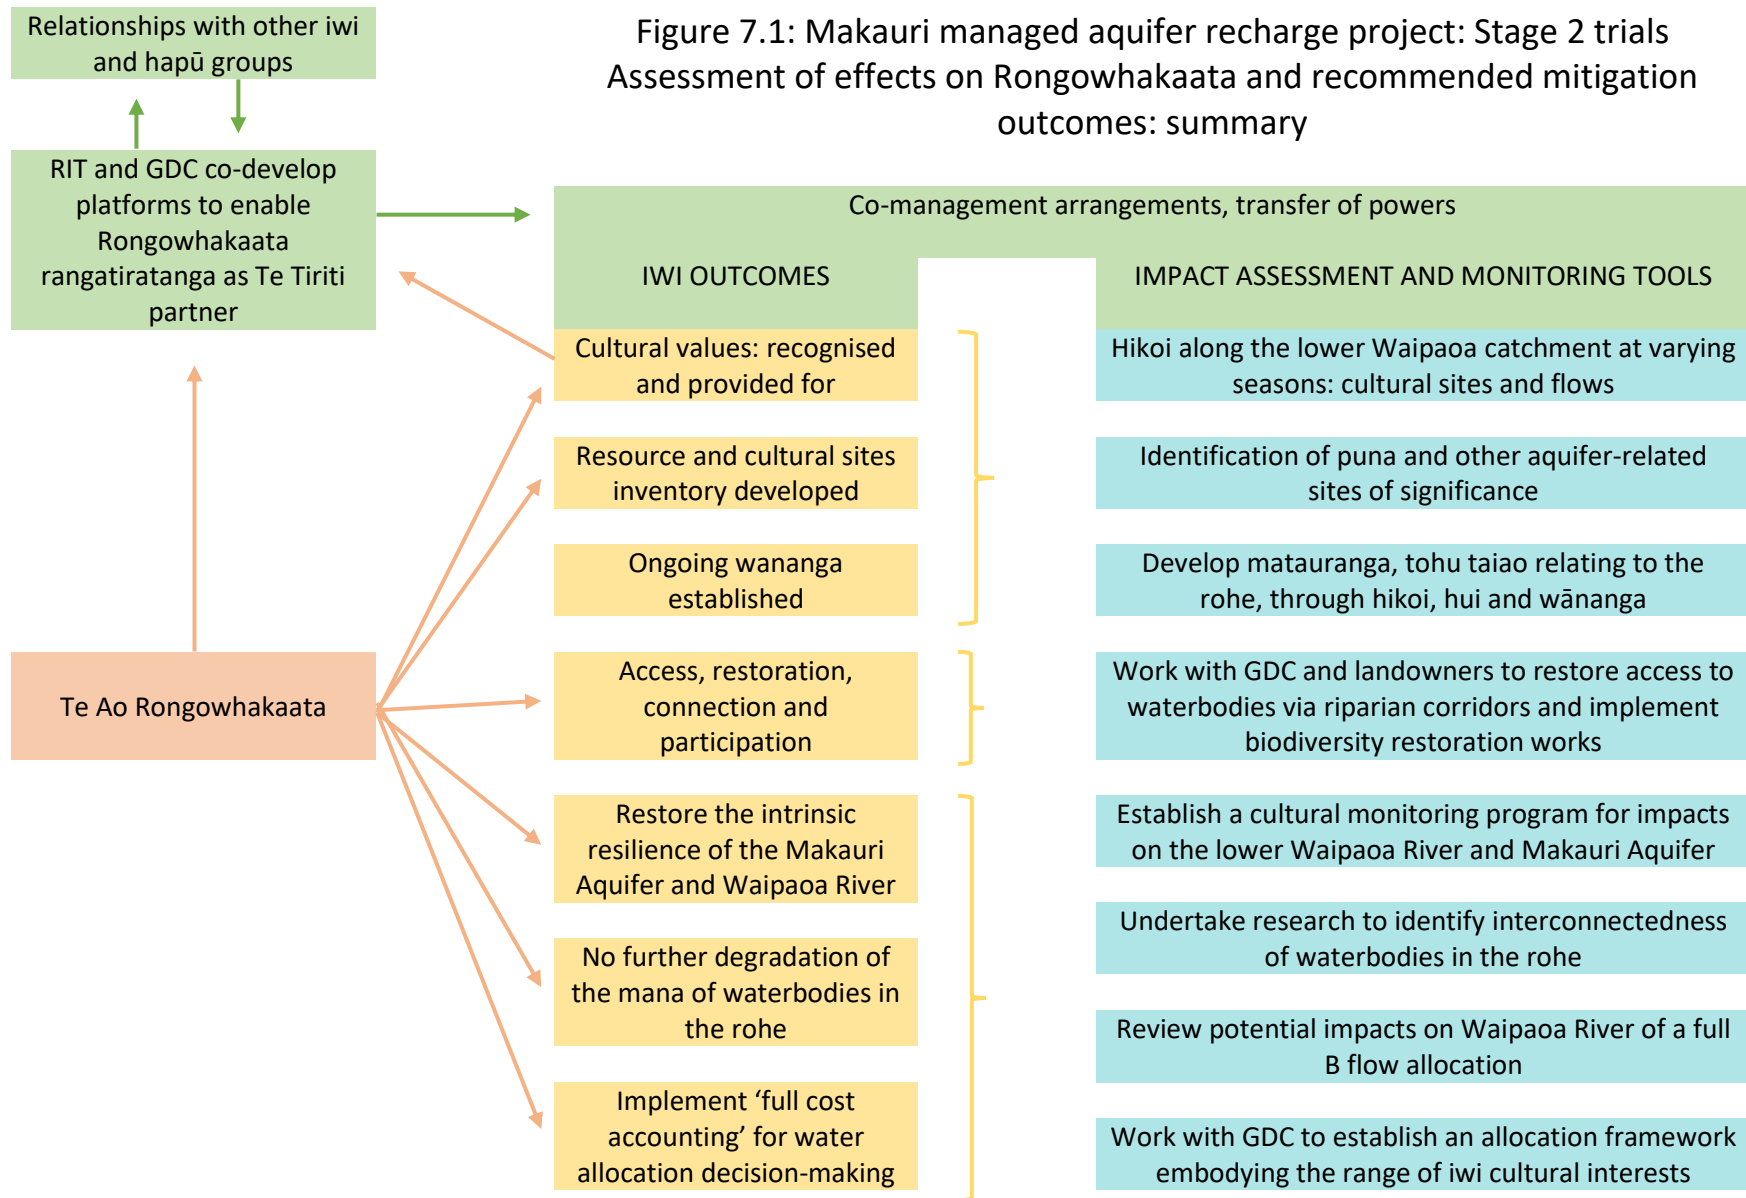 Relationships with other iwi
and hapū groups
Figure 7.1: Makauri managed aquifer recharge project: Stage 2 trials
Assessment of effects on Rongowhakaata and recommended mitigation
outcomes: summary
RIT and GDC co-develop
platforms to enable
Rongowhakaata
rangatiratanga as Te Tiriti
partner
Co-management arrangements, transfer of powers
IWI OUTCOMES
IMPACT ASSESSMENT AND MONITORING TOOLS
Cultural values: recognised
and provided for
Hikoi along the lower Waipaoa catchment at varying
seasons: cultural sites and flows
Resource and cultural sites
inventory developed
Identification of puna and other aquifer-related
sites of significance
Ongoing wananga
established
Develop matauranga, tohu taiao relating to the
rohe, through hikoi, hui and wānanga
Te Ao Rongowhakaata
Access, restoration,
connection and
participation
Work with GDC and landowners to restore access to
waterbodies via riparian corridors and implement
biodiversity restoration works
Restore the intrinsic
resilience of the Makauri
Aquifer and Waipaoa River
Establish a cultural monitoring program for impacts
on the lower Waipaoa River and Makauri Aquifer
No further degradation of
the mana of waterbodies in
the rohe
Undertake research to identify interconnectedness
of waterbodies in the rohe
Review potential impacts on Waipaoa River of a full
B flow allocation
Implement ‘full cost
accounting’ for water
allocation decision-making
Work with GDC to establish an allocation framework
embodying the range of iwi cultural interests